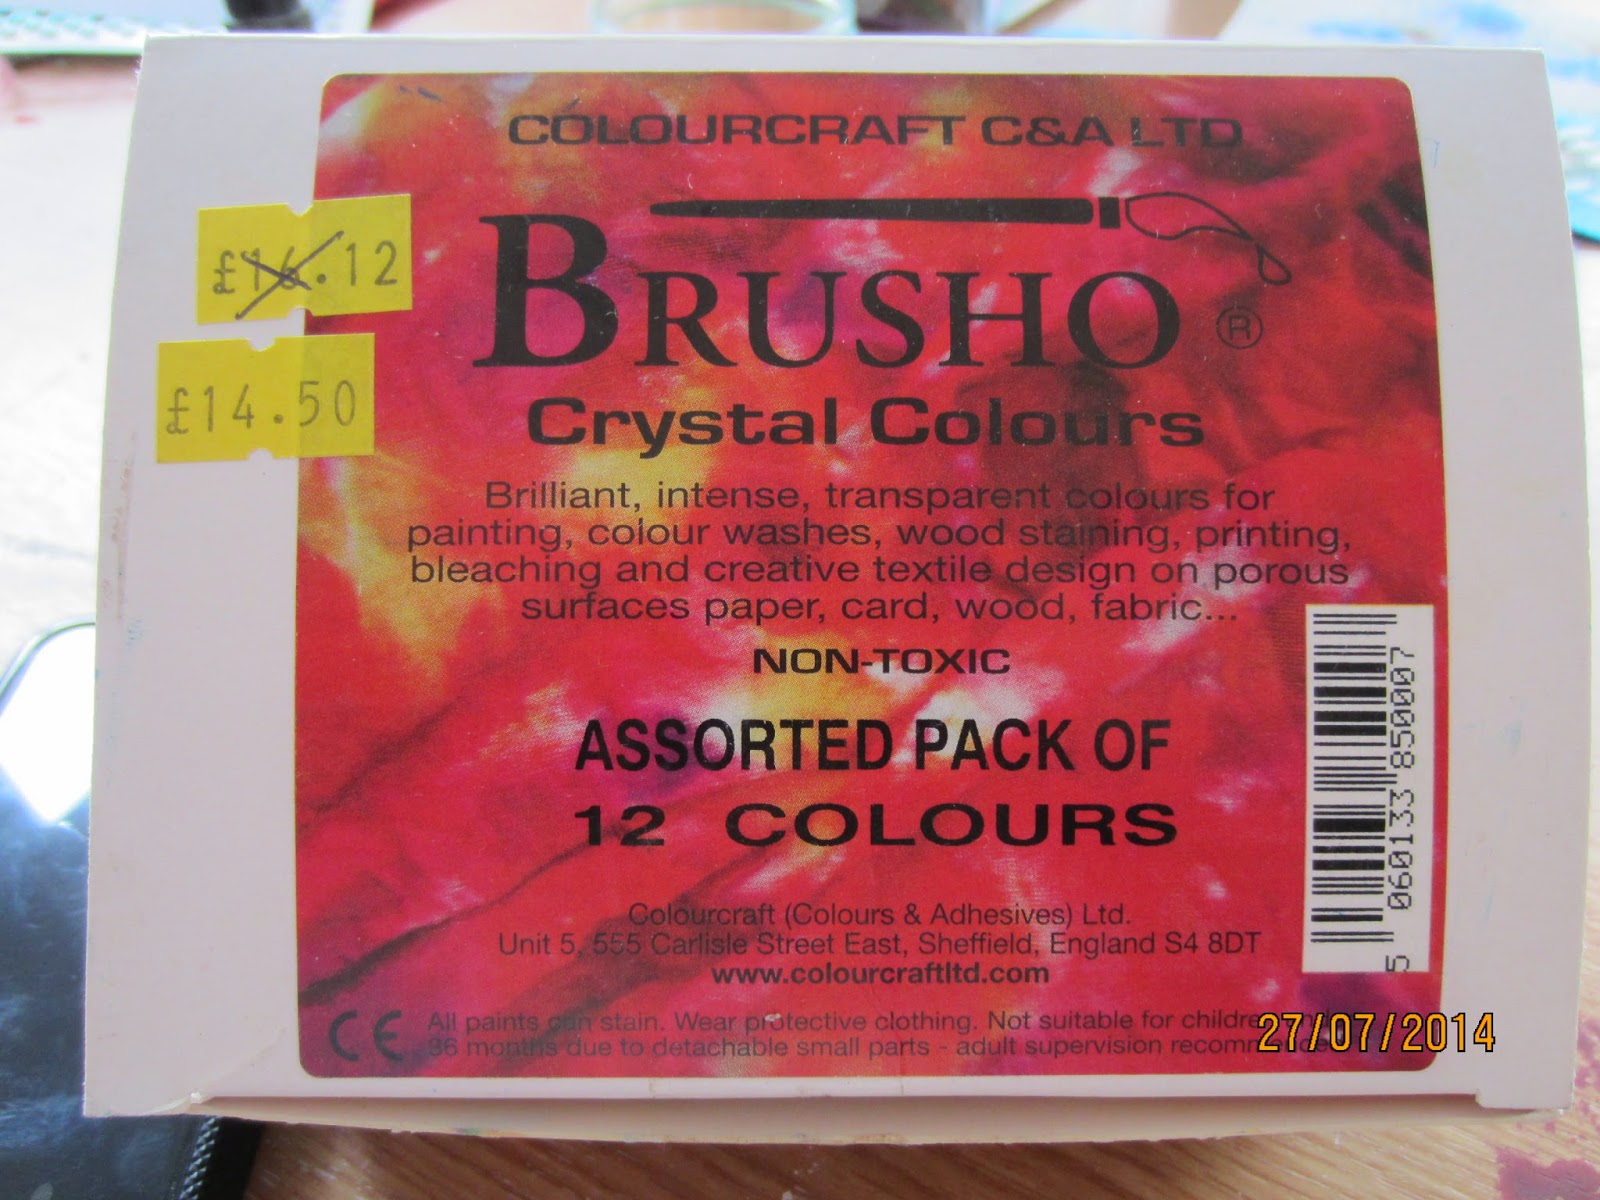 COLOURCRAFT C&A LTD
£16.12
BRUSHO ®
£14.50
Crystal Colours
Brilliant, intense, transparent colours for
painting, colour washes, wood staining, printing,
bleaching and creative textile design on porous
surfaces paper, card, wood, fabric...
NON-TOXIC
ASSORTED PACK OF
12 COLOURS
5 060133 850007
Colourcraft (Colours & Adhesives) Ltd.
Unit 5, 555 Carlisle Street East, Sheffield, England S4 8DT
www.colourcraftltd.com
CE
All paints can stain. Wear protective clothing. Not suitable for
36 months due to detachable small parts - adult supervision
27/07/2014